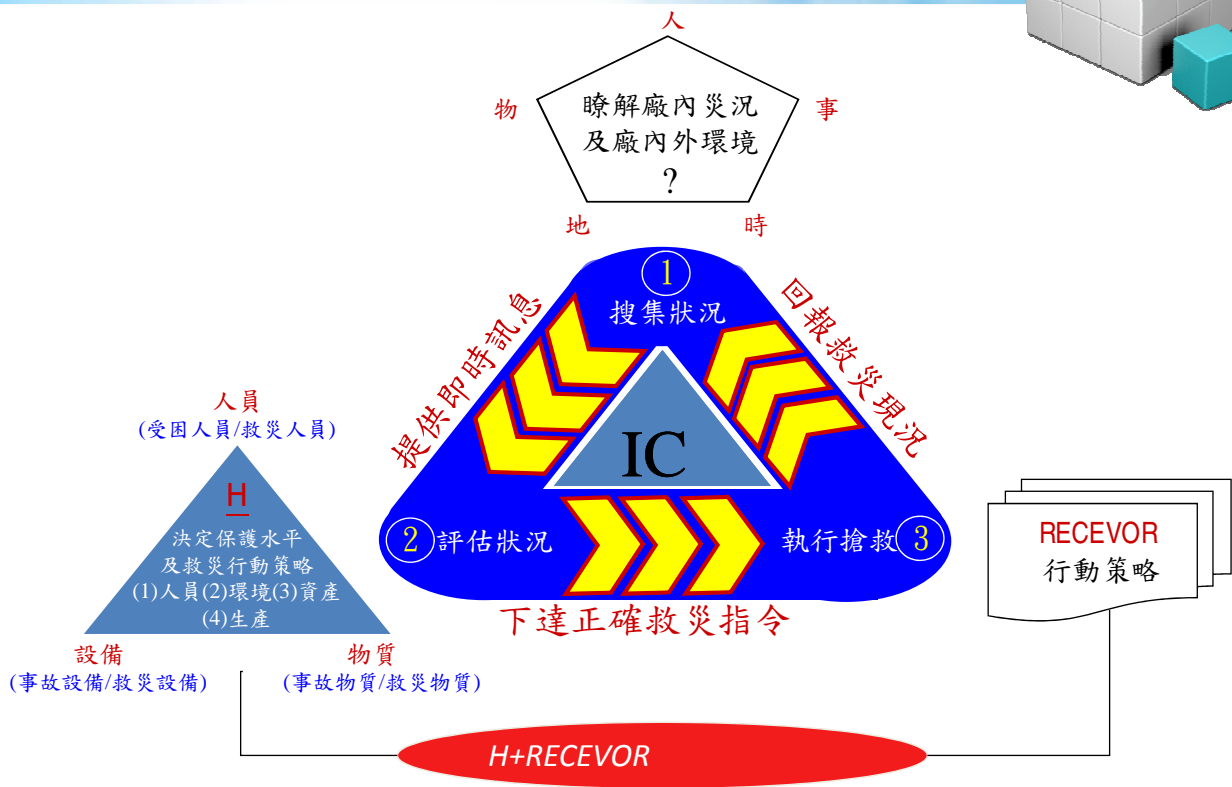 人
物
事
瞭解廠內災況
及廠內外環境
?
地
時
①
搜集狀況
提供即時訊息
回報救災現況
IC
②評估狀況
執行搶救③
下達正確救災指令
人員
(受困人員/救災人員)
H
決定保護水平
及救災行動策略
(1)人員(2)環境(3)資產
(4)生產
設備
(事故設備/救災設備)
物質
(事故物質/救災物質)
RECEVOR
行動策略
H+RECEVOR